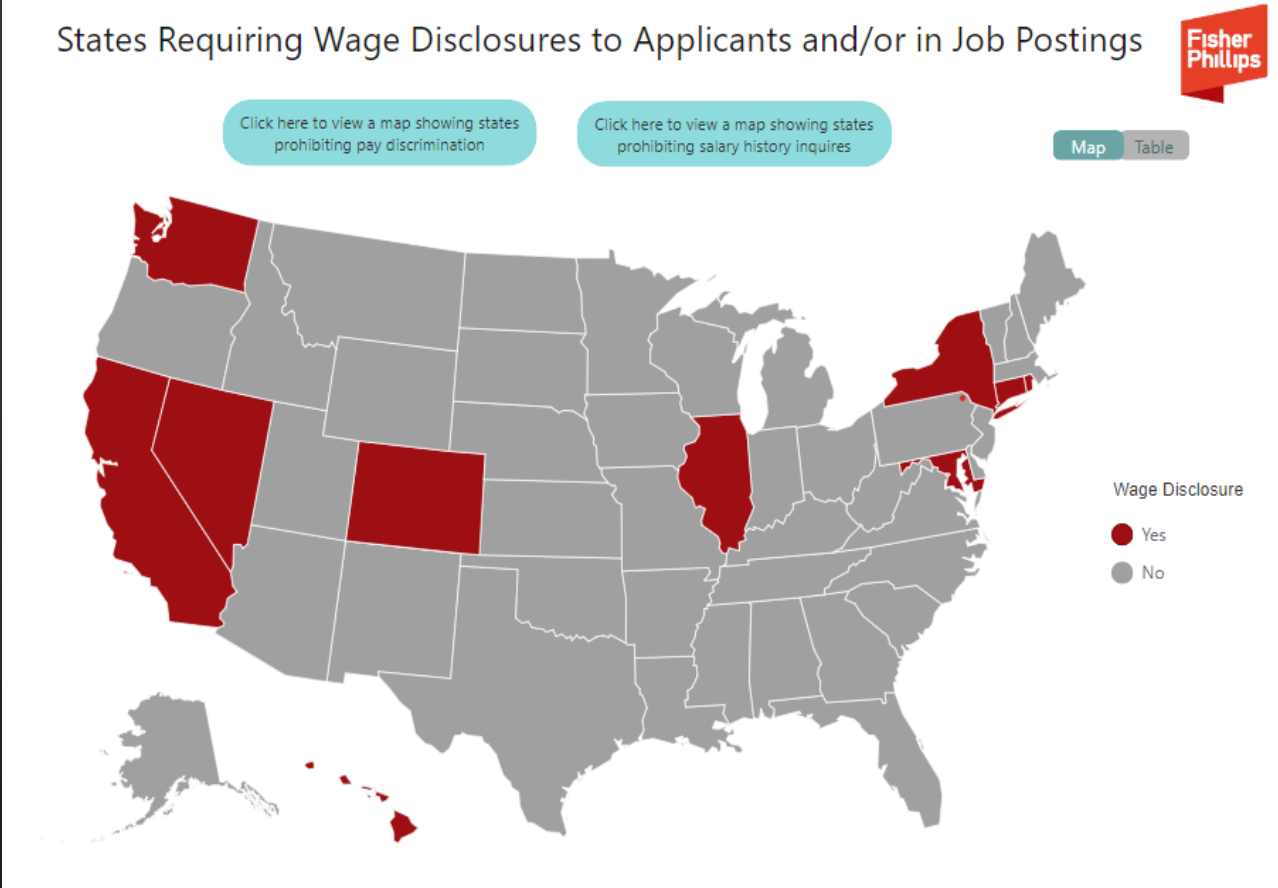 States Requiring Wage Disclosures to Applicants and/or in Job Postings
Fisher
Phillips
Click here to view a map showing states
prohibiting pay discrimination
Click here to view a map showing states
prohibiting salary history inquires
Map
Table
Wage Disclosure
Yes
No